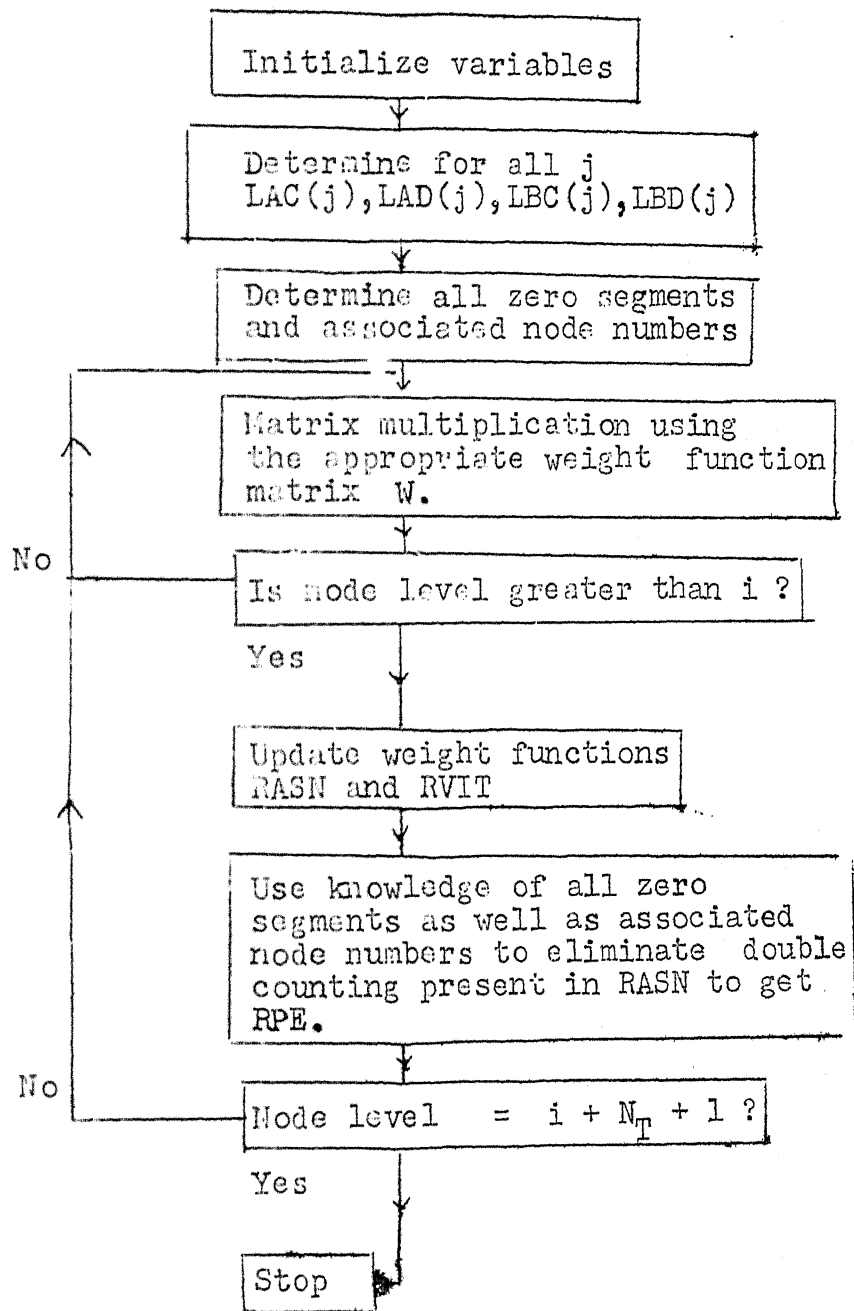 Initialize variables
Determine for all j
LAC(j),LAD(j),LBC(j),LBD(j)
Determine all zero segments
and associated node numbers
Matrix multiplication using
the appropriate weight function
matrix W.
No
Is node level greater than i ?
Yes
Update weight functions
RASN and RVIT
Use knowledge of all zero
segments as well as associated
node numbers to eliminate double
counting present in RASN to get
RPE.
No
Node level = i + N_T + 1 ?
Yes
Stop